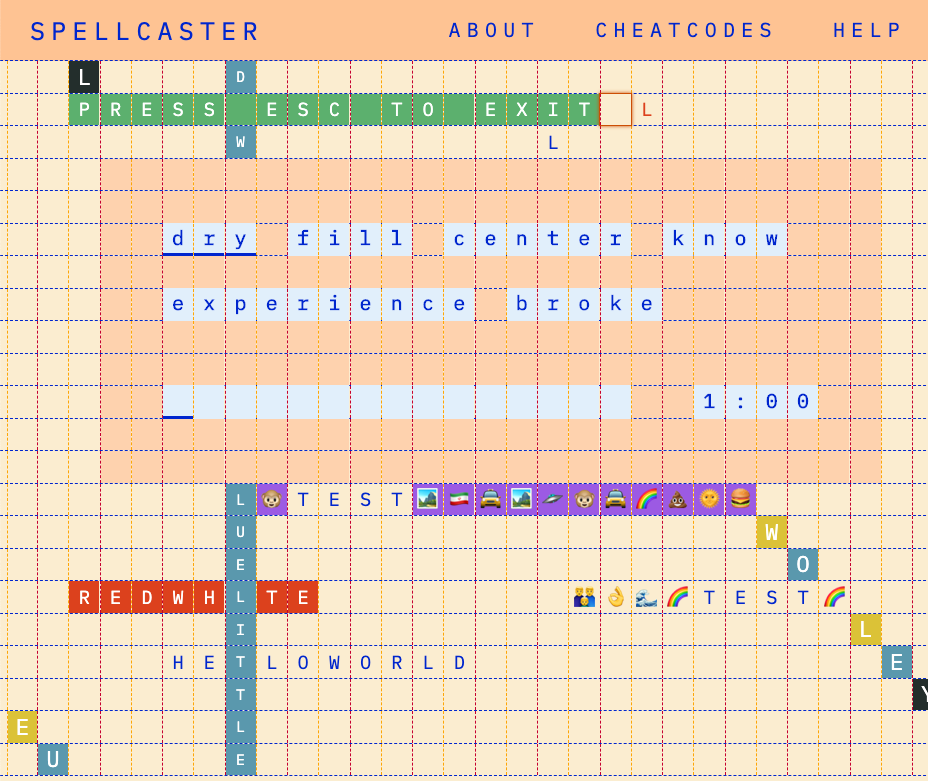 SPELLCASTER ABOUT CHEATCODES HELP
L D
PRESS ESC TO EXIT L
W L
dry fill center know
experience broke
1:00
L 🐵 TEST 🏞️ 🇮🇷 🚖 🏞️ 🛸 🐵 🚖 🌈 💩 🌞 🍔
U W
E O
REDWHLTE 👨‍❤️‍👨 👌 🌊 🌈 TEST 🌈
I L
HETLOWORLD E
T Y
E L
U E